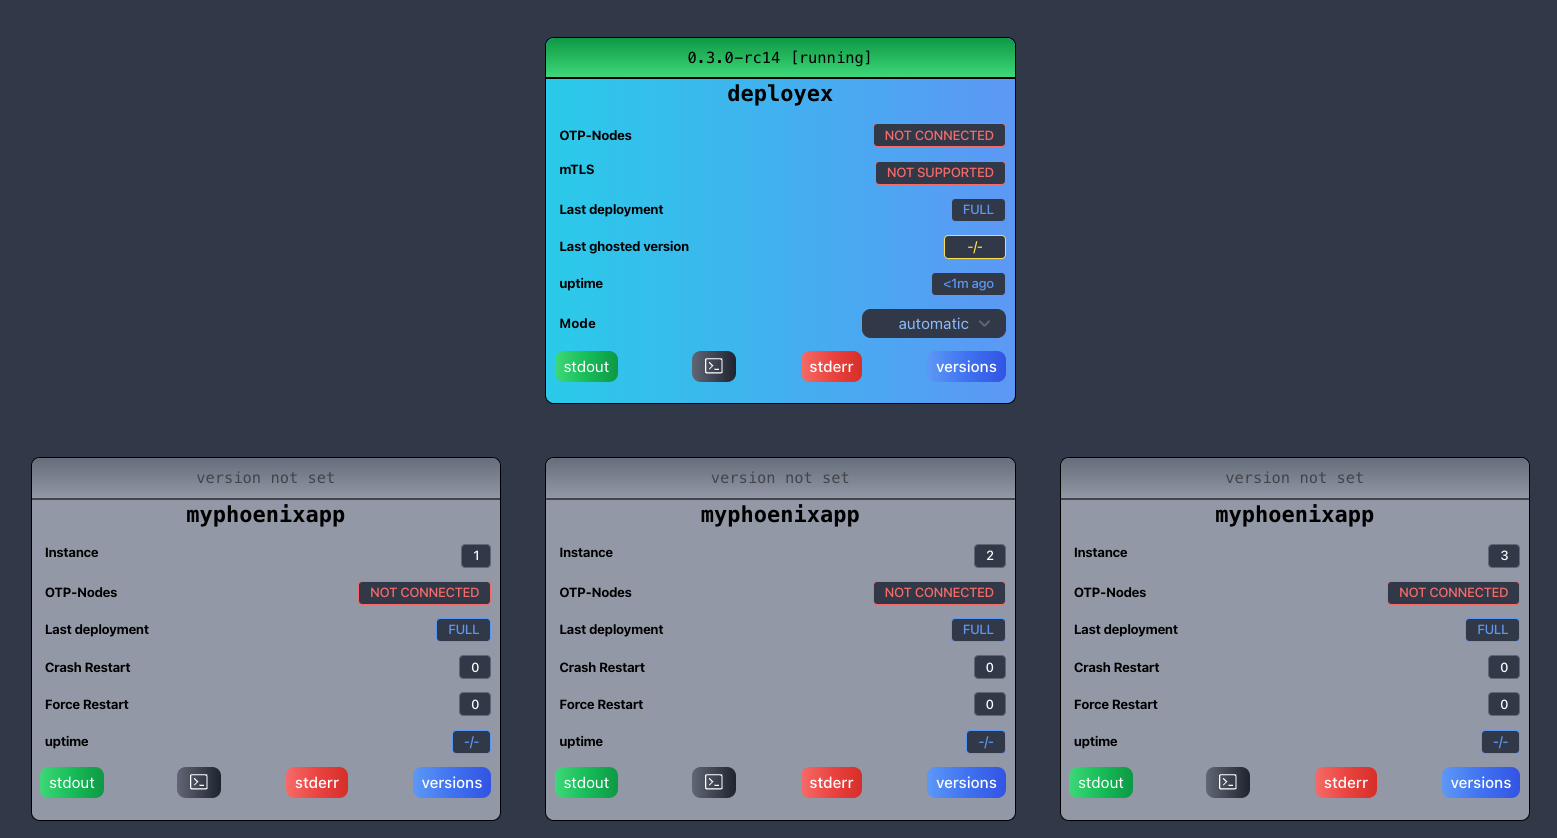 0.3.0-rc14 [running]
deployex
OTP-Nodes NOT CONNECTED
mTLS NOT SUPPORTED
Last deployment FULL
Last ghosted version -/-
uptime <1m ago
Mode automatic
stdout stderr versions
version not set
myphoenixapp
Instance 1
OTP-Nodes NOT CONNECTED
Last deployment FULL
Crash Restart 0
Force Restart 0
uptime -/-
stdout stderr versions
version not set
myphoenixapp
Instance 2
OTP-Nodes NOT CONNECTED
Last deployment FULL
Crash Restart 0
Force Restart 0
uptime -/-
stdout stderr versions
version not set
myphoenixapp
Instance 3
OTP-Nodes NOT CONNECTED
Last deployment FULL
Crash Restart 0
Force Restart 0
uptime -/-
stdout stderr versions